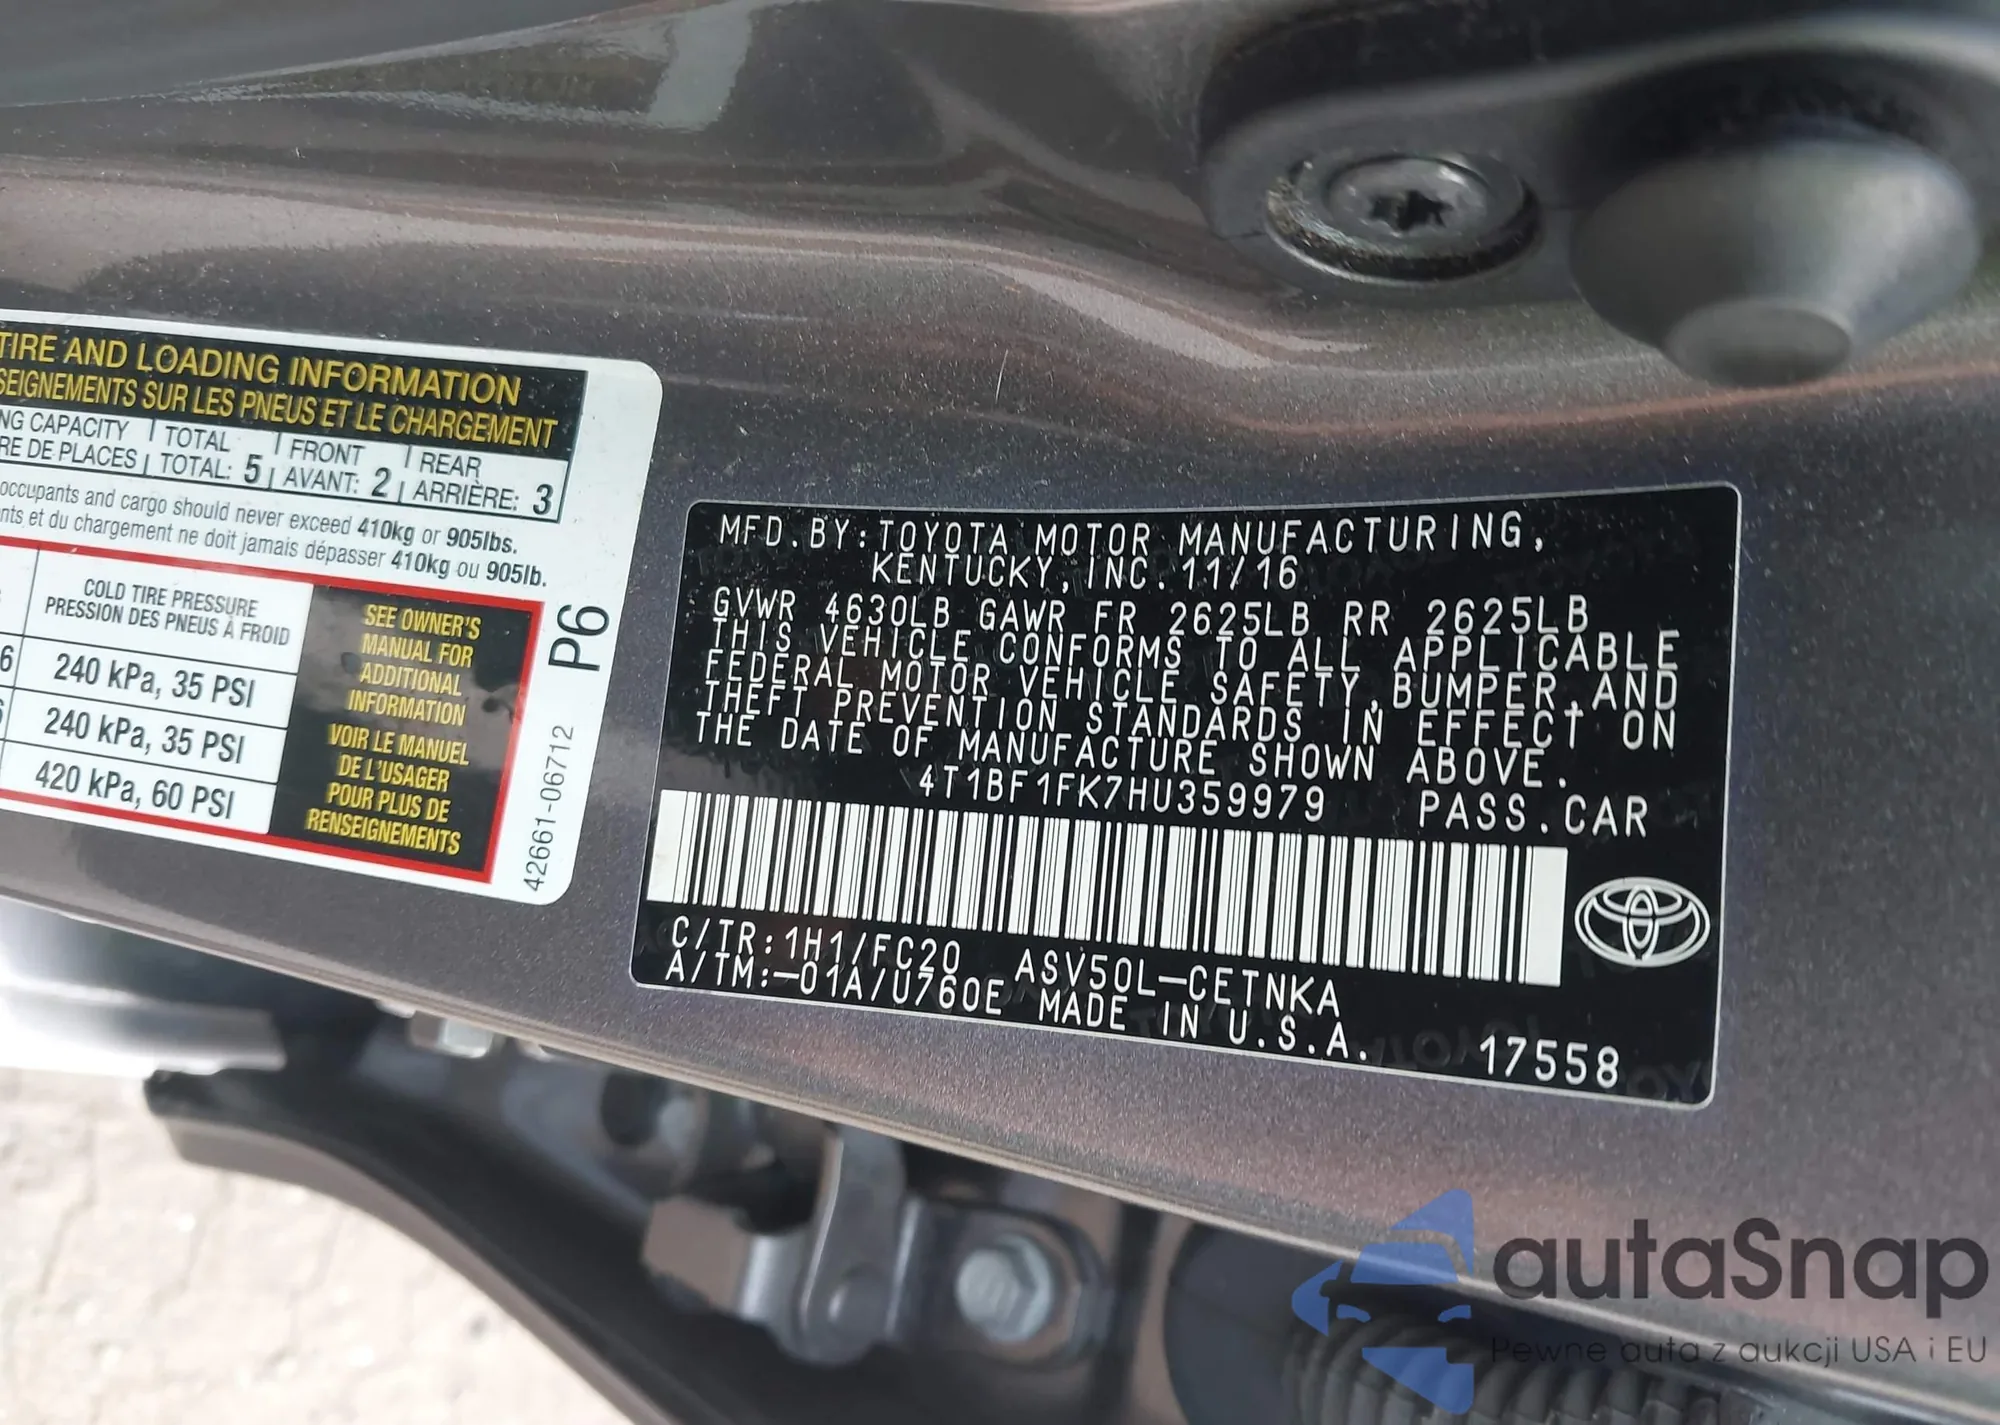 TIRE AND LOADING INFORMATION
SEIGNEMENTS SUR LES PNEUS ET LE CHARGEMENT
NG CAPACITY | TOTAL | FRONT | REAR
RE DE PLACES | TOTAL: 5 | AVANT: 2 | ARRIÈRE: 3
occupants and cargo should never exceed 410kg or 905lbs.
nts et du chargement ne doit jamais dépasser 410kg ou 905lb.
COLD TIRE PRESSURE
PRESSION DES PNEUS À FROID
6 240 kPa, 35 PSI
240 kPa, 35 PSI
420 kPa, 60 PSI
SEE OWNER'S
MANUAL FOR
ADDITIONAL
INFORMATION
VOIR LE MANUEL
DE L'USAGER
POUR PLUS DE
RENSEIGNEMENTS
42661-06712 P6
MFD.BY:TOYOTA MOTOR MANUFACTURING,
KENTUCKY,INC.11/16
GVWR 4630LB GAWR FR 2625LB RR 2625LB
THIS VEHICLE CONFORMS TO ALL APPLICABLE
FEDERAL MOTOR VEHICLE SAFETY,BUMPER,AND
THEFT PREVENTION STANDARDS IN EFFECT ON
THE DATE OF MANUFACTURE SHOWN ABOVE.
4T1BF1FK7HU359979 PASS.CAR
C/TR:1H1/FC20 ASV50L-CETNKA
A/TM:-01A/U760E MADE IN U.S.A.
17558
autaSnap
Pewne auta z aukcji USA i EU